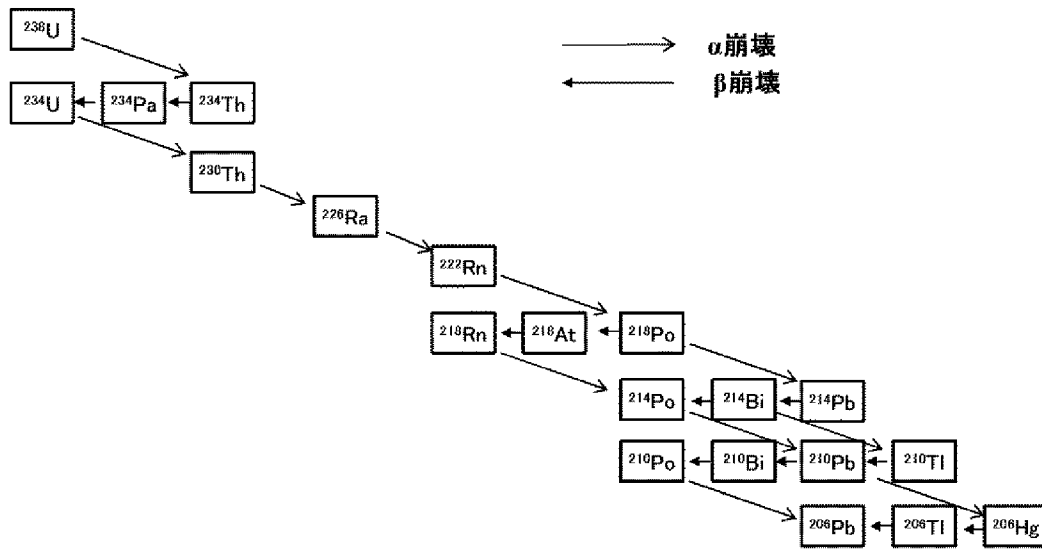 ²³⁸U
α崩壊
β崩壊
²³⁴U ²³⁴Pa ²³⁴Th
²³⁰Th
²²⁶Ra
²²²Rn
²¹⁸Rn ²¹⁸At ²¹⁸Po
²¹⁴Po ²¹⁴Bi ²¹⁴Pb
²¹⁰Po ²¹⁰Bi ²¹⁰Pb ²¹⁰Tl
²⁰⁶Pb ²⁰⁶Tl ²⁰⁶Hg